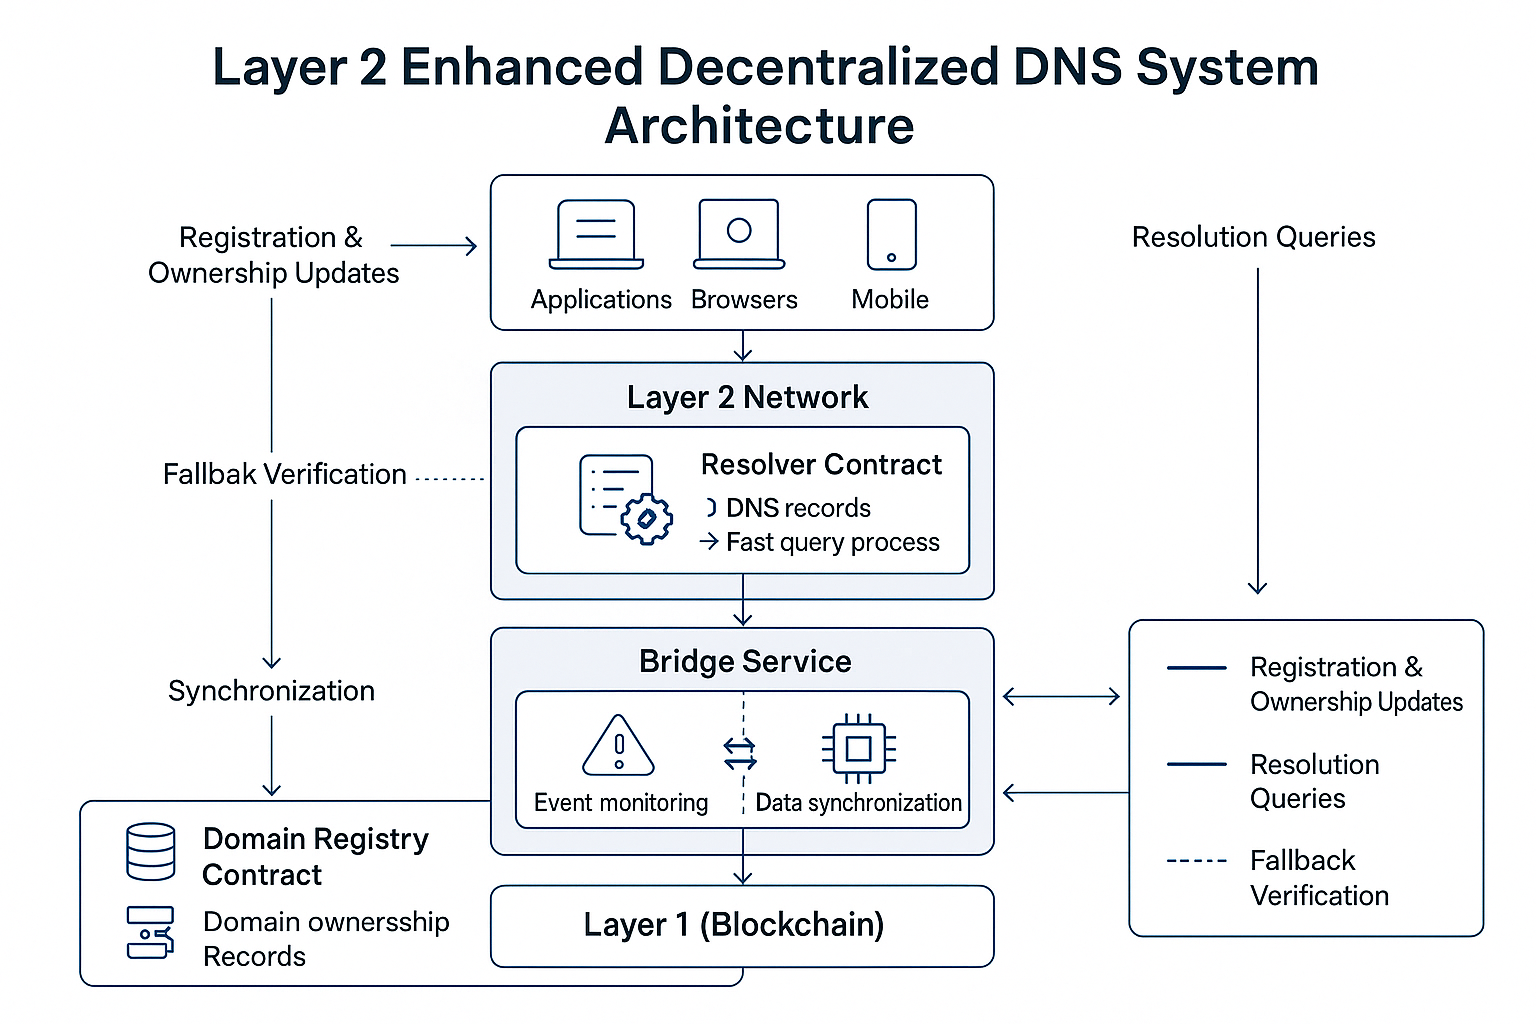 Layer 2 Enhanced Decentralized DNS System
Architecture
Registration &
Ownership Updates
Applications
Browsers
Mobile
Resolution Queries
Layer 2 Network
Resolver Contract
DNS records
→ Fast query process
Fallbak Verification
Bridge Service
Event monitoring
Data synchronization
Synchronization
Registration &
Ownership Updates
Resolution
Queries
Fallback
Verification
Domain Registry
Contract
Domain ownersship
Records
Layer 1 (Blockchain)